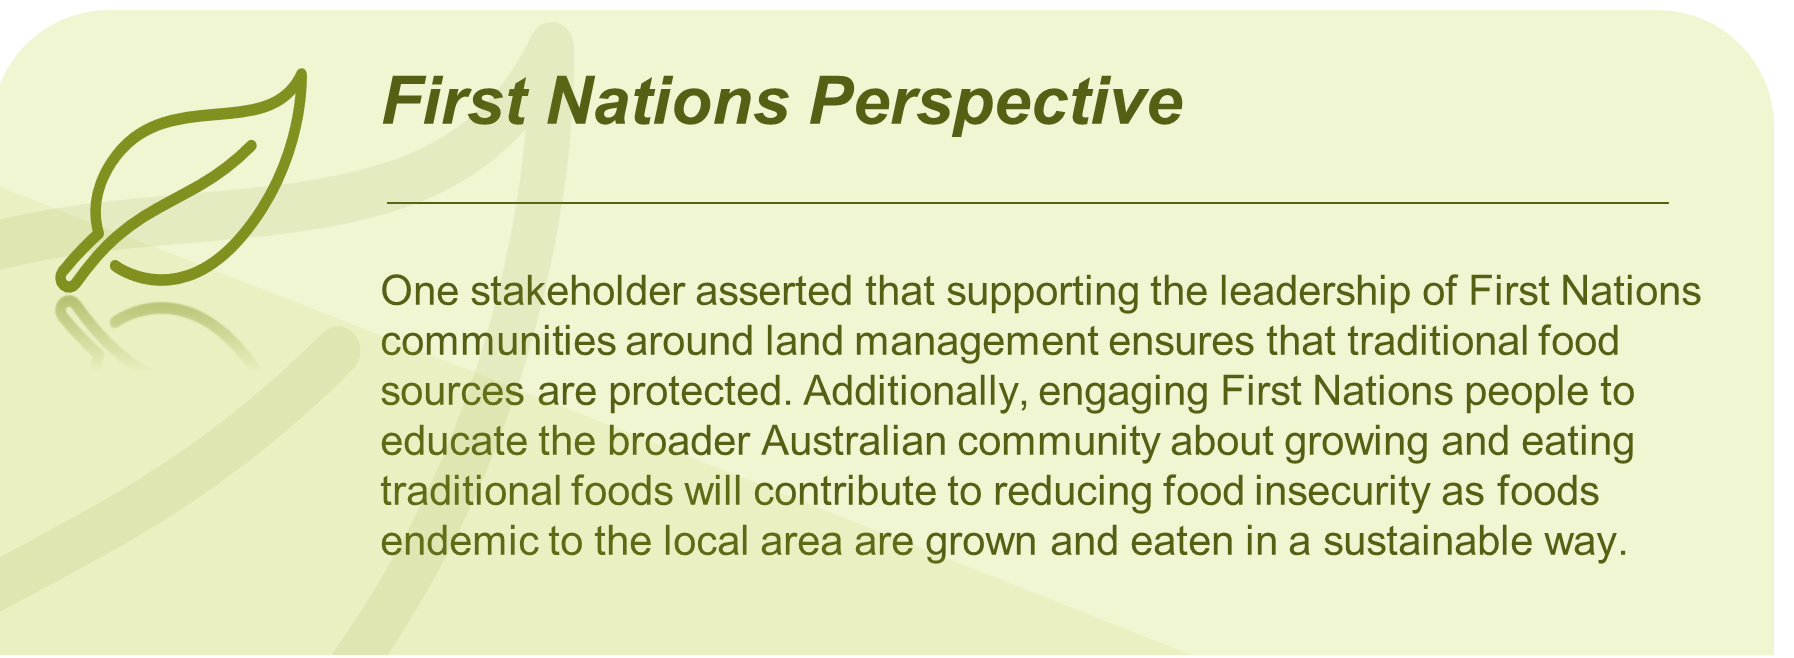 First Nations Perspective
One stakeholder asserted that supporting the leadership of First Nations
communities around land management ensures that traditional food
sources are protected. Additionally, engaging First Nations people to
educate the broader Australian community about growing and eating
traditional foods will contribute to reducing food insecurity as foods
endemic to the local area are grown and eaten in a sustainable way.